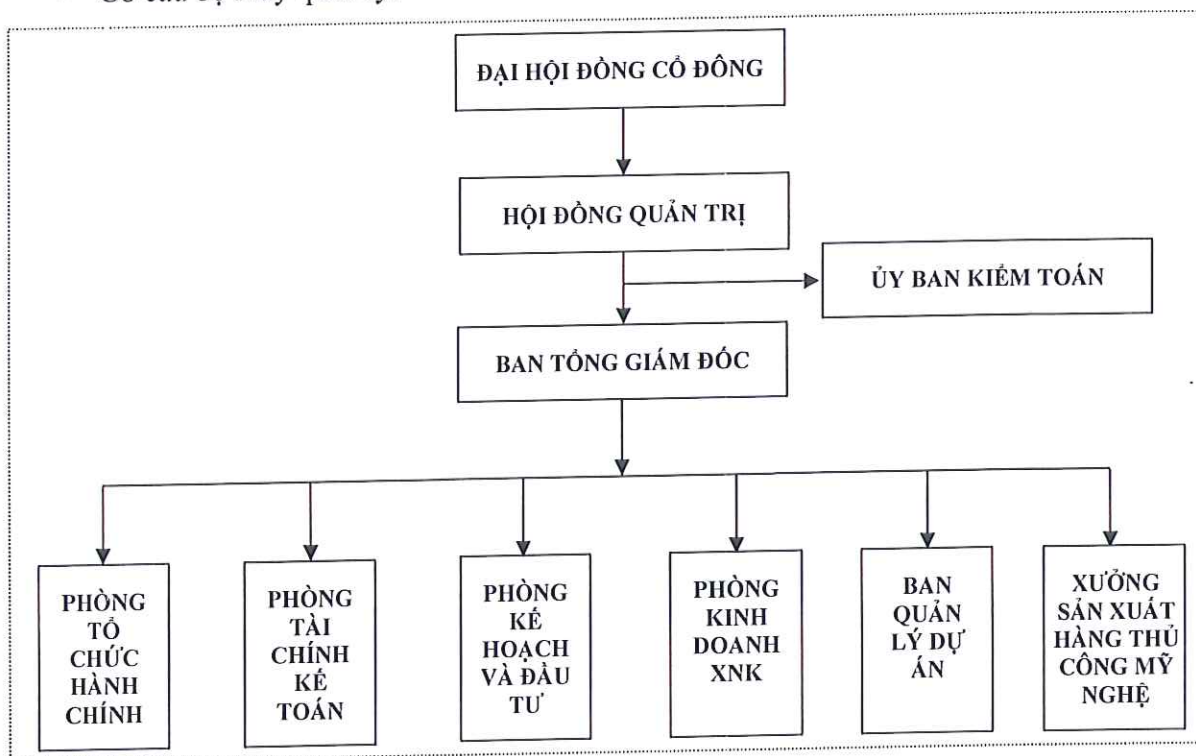 ĐẠI HỘI ĐỒNG CỔ ĐÔNG
HỘI ĐỒNG QUẢN TRỊ
ỦY BAN KIỂM TOÁN
BAN TỔNG GIÁM ĐỐC
PHÒNG
TỔ
CHỨC
HÀNH
CHÍNH
PHÒNG
TÀI
CHÍNH
KẾ
TOÁN
PHÒNG
KẾ
HOẠCH
VÀ ĐẦU
TƯ
PHÒNG
KINH
DOANH
XNK
BAN
QUẢN
LÝ DỰ
ÁN
XƯỞNG
SẢN XUẤT
HÀNG THỦ
CÔNG MỸ
NGHỆ